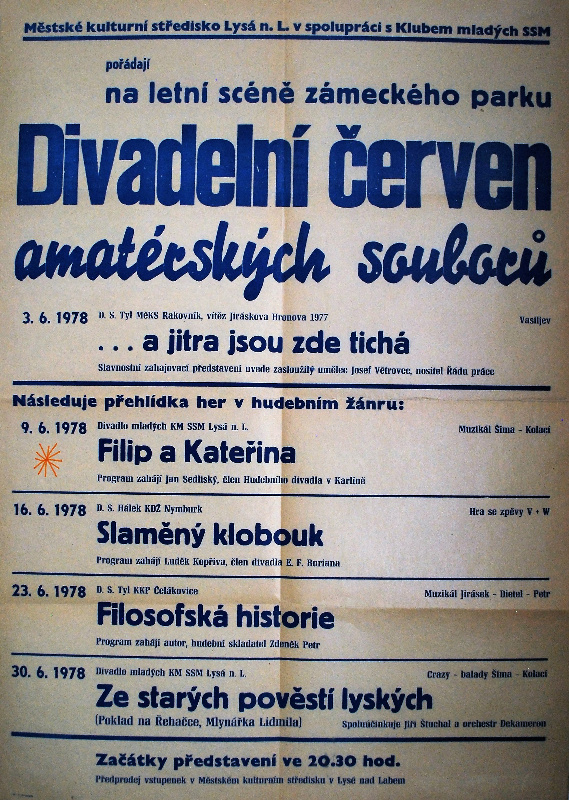 Městské kulturní středisko Lysá n. L. v spolupráci s Klubem mladých SSM
pořádají
na letní scéně zámeckého parku
Divadelní červen
amatérských souborů
3. 6. 1978 D. S. Tyl MěKS Rakovník, vítěz Jiráskova Hronova 1977 Vasiljev
. . . a jitra jsou zde tichá
Slavnostní zahajovací představení uvede zasloužilý umělec Josef Větrovec, nositel Řádu práce
Následuje přehlídka her v hudebním žánru:
9. 6. 1978 Divadlo mladých KM SSM Lysá n. L. Muzikál Šíma - Kolací
Filip a Kateřina
Program zahájí Jan Sedliský, člen Hudebního divadla v Karlíně
16. 6. 1978 D. S. Hálek KDŽ Nymburk Hra se zpěvy V + W
Slaměný klobouk
Program zahájí Luděk Kopřiva, člen divadla E. F. Buriana
23. 6. 1978 D. S. Tyl KKP Čelákovice Muzikál Jirásek - Dietel - Petr
Filosofská historie
Program zahájí autor, hudební skladatel Zdeněk Petr
30. 6. 1978 Divadlo mladých KM SSM Lysá n. L. Crazy - balady Šíma - Kolací
Ze starých pověstí lyských
(Poklad na Řehačce, Mlynářka Lidmila) Spoluúčinkuje Jiří Štuchal a orchestr Dekameron
Začátky představení ve 20.30 hod.
Předprodej vstupenek v Městském kulturním středisku v Lysé nad Labem